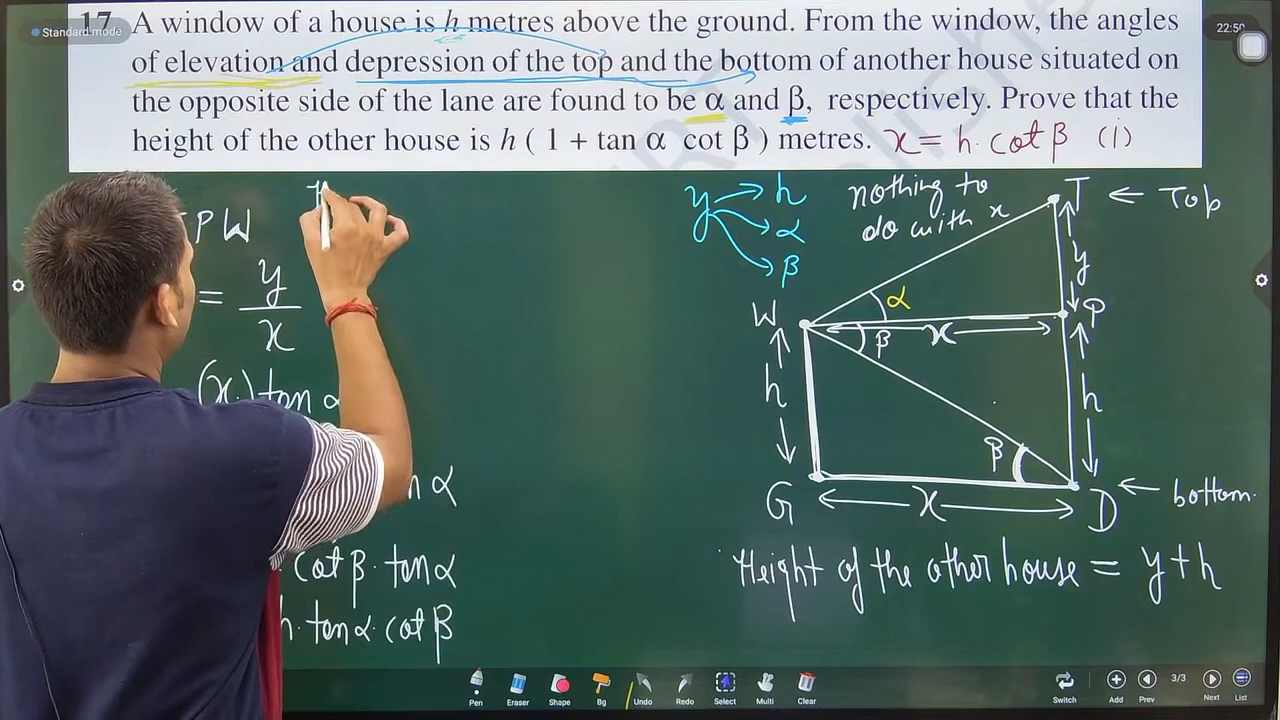 Standard mode
22:50
17. A window of a house is h metres above the ground. From the window, the angles
of elevation and depression of the top and the bottom of another house situated on
the opposite side of the lane are found to be α and β, respectively. Prove that the
height of the other house is h ( 1 + tan α cot β ) metres. x = h. cot β (1)
PW
= y/x
(x) tan α
α
cot β. tan α
h. tan α. cot β
y → h
→ α
→ β
nothing to
do with x
T ← Top
y
α
W
P
x
β
h
h
β
G
x
D
← bottom.
Height of the other house = y + h
Pen
Eraser
Shape
Bg
Undo
Redo
Select
Multi
Clear
Switch
Add
Prev
3/3
Next
List